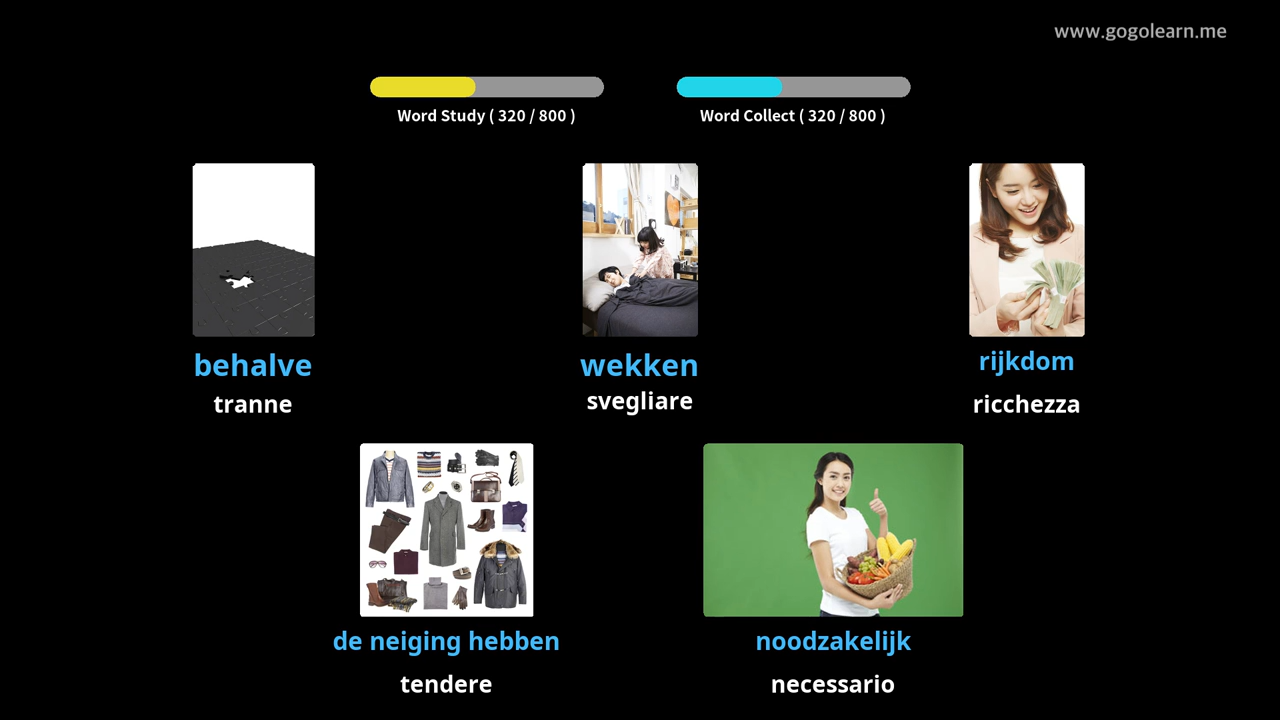 www.gogolearn.me
Word Study ( 320 / 800 )
Word Collect ( 320 / 800 )
behalve
tranne
wekken
svegliare
rijkdom
ricchezza
de neiging hebben
tendere
noodzakelijk
necessario